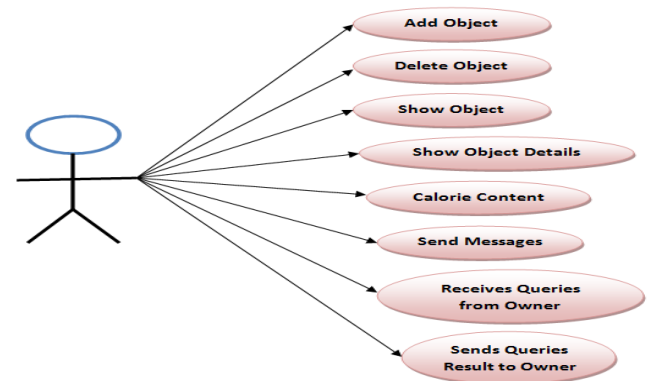 Add Object
Delete Object
Show Object
Show Object Details
Calorie Content
Send Messages
Receives Queries
from Owner
Sends Queries
Result to Owner